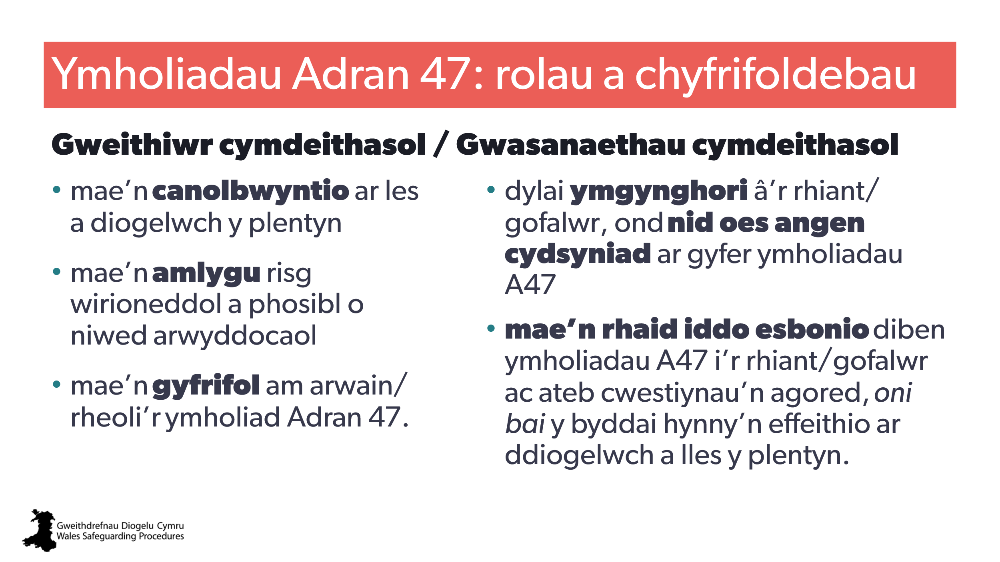 Ymholiadau Adran 47: rolau a chyfrifoldebau
Gweithiwr cymdeithasol / Gwasanaethau cymdeithasol
• mae’n canolbwyntio ar les
a diogelwch y plentyn
• mae’n amlygu risg
wirioneddol a phosibl o
niwed arwyddocaol
• mae’n gyfrifol am arwain/
rheoli’r ymholiad Adran 47.
• dylai ymgynghori â’r rhiant/
gofalwr, ond nid oes angen
cydsyniad ar gyfer ymholiadau
A47
• mae’n rhaid iddo esbonio diben
ymholiadau A47 i’r rhiant/gofalwr
ac ateb cwestiynau’n agored, oni
bai y byddai hynny’n effeithio ar
ddiogelwch a lles y plentyn.
Gweithdrefnau Diogelu Cymru
Wales Safeguarding Procedures